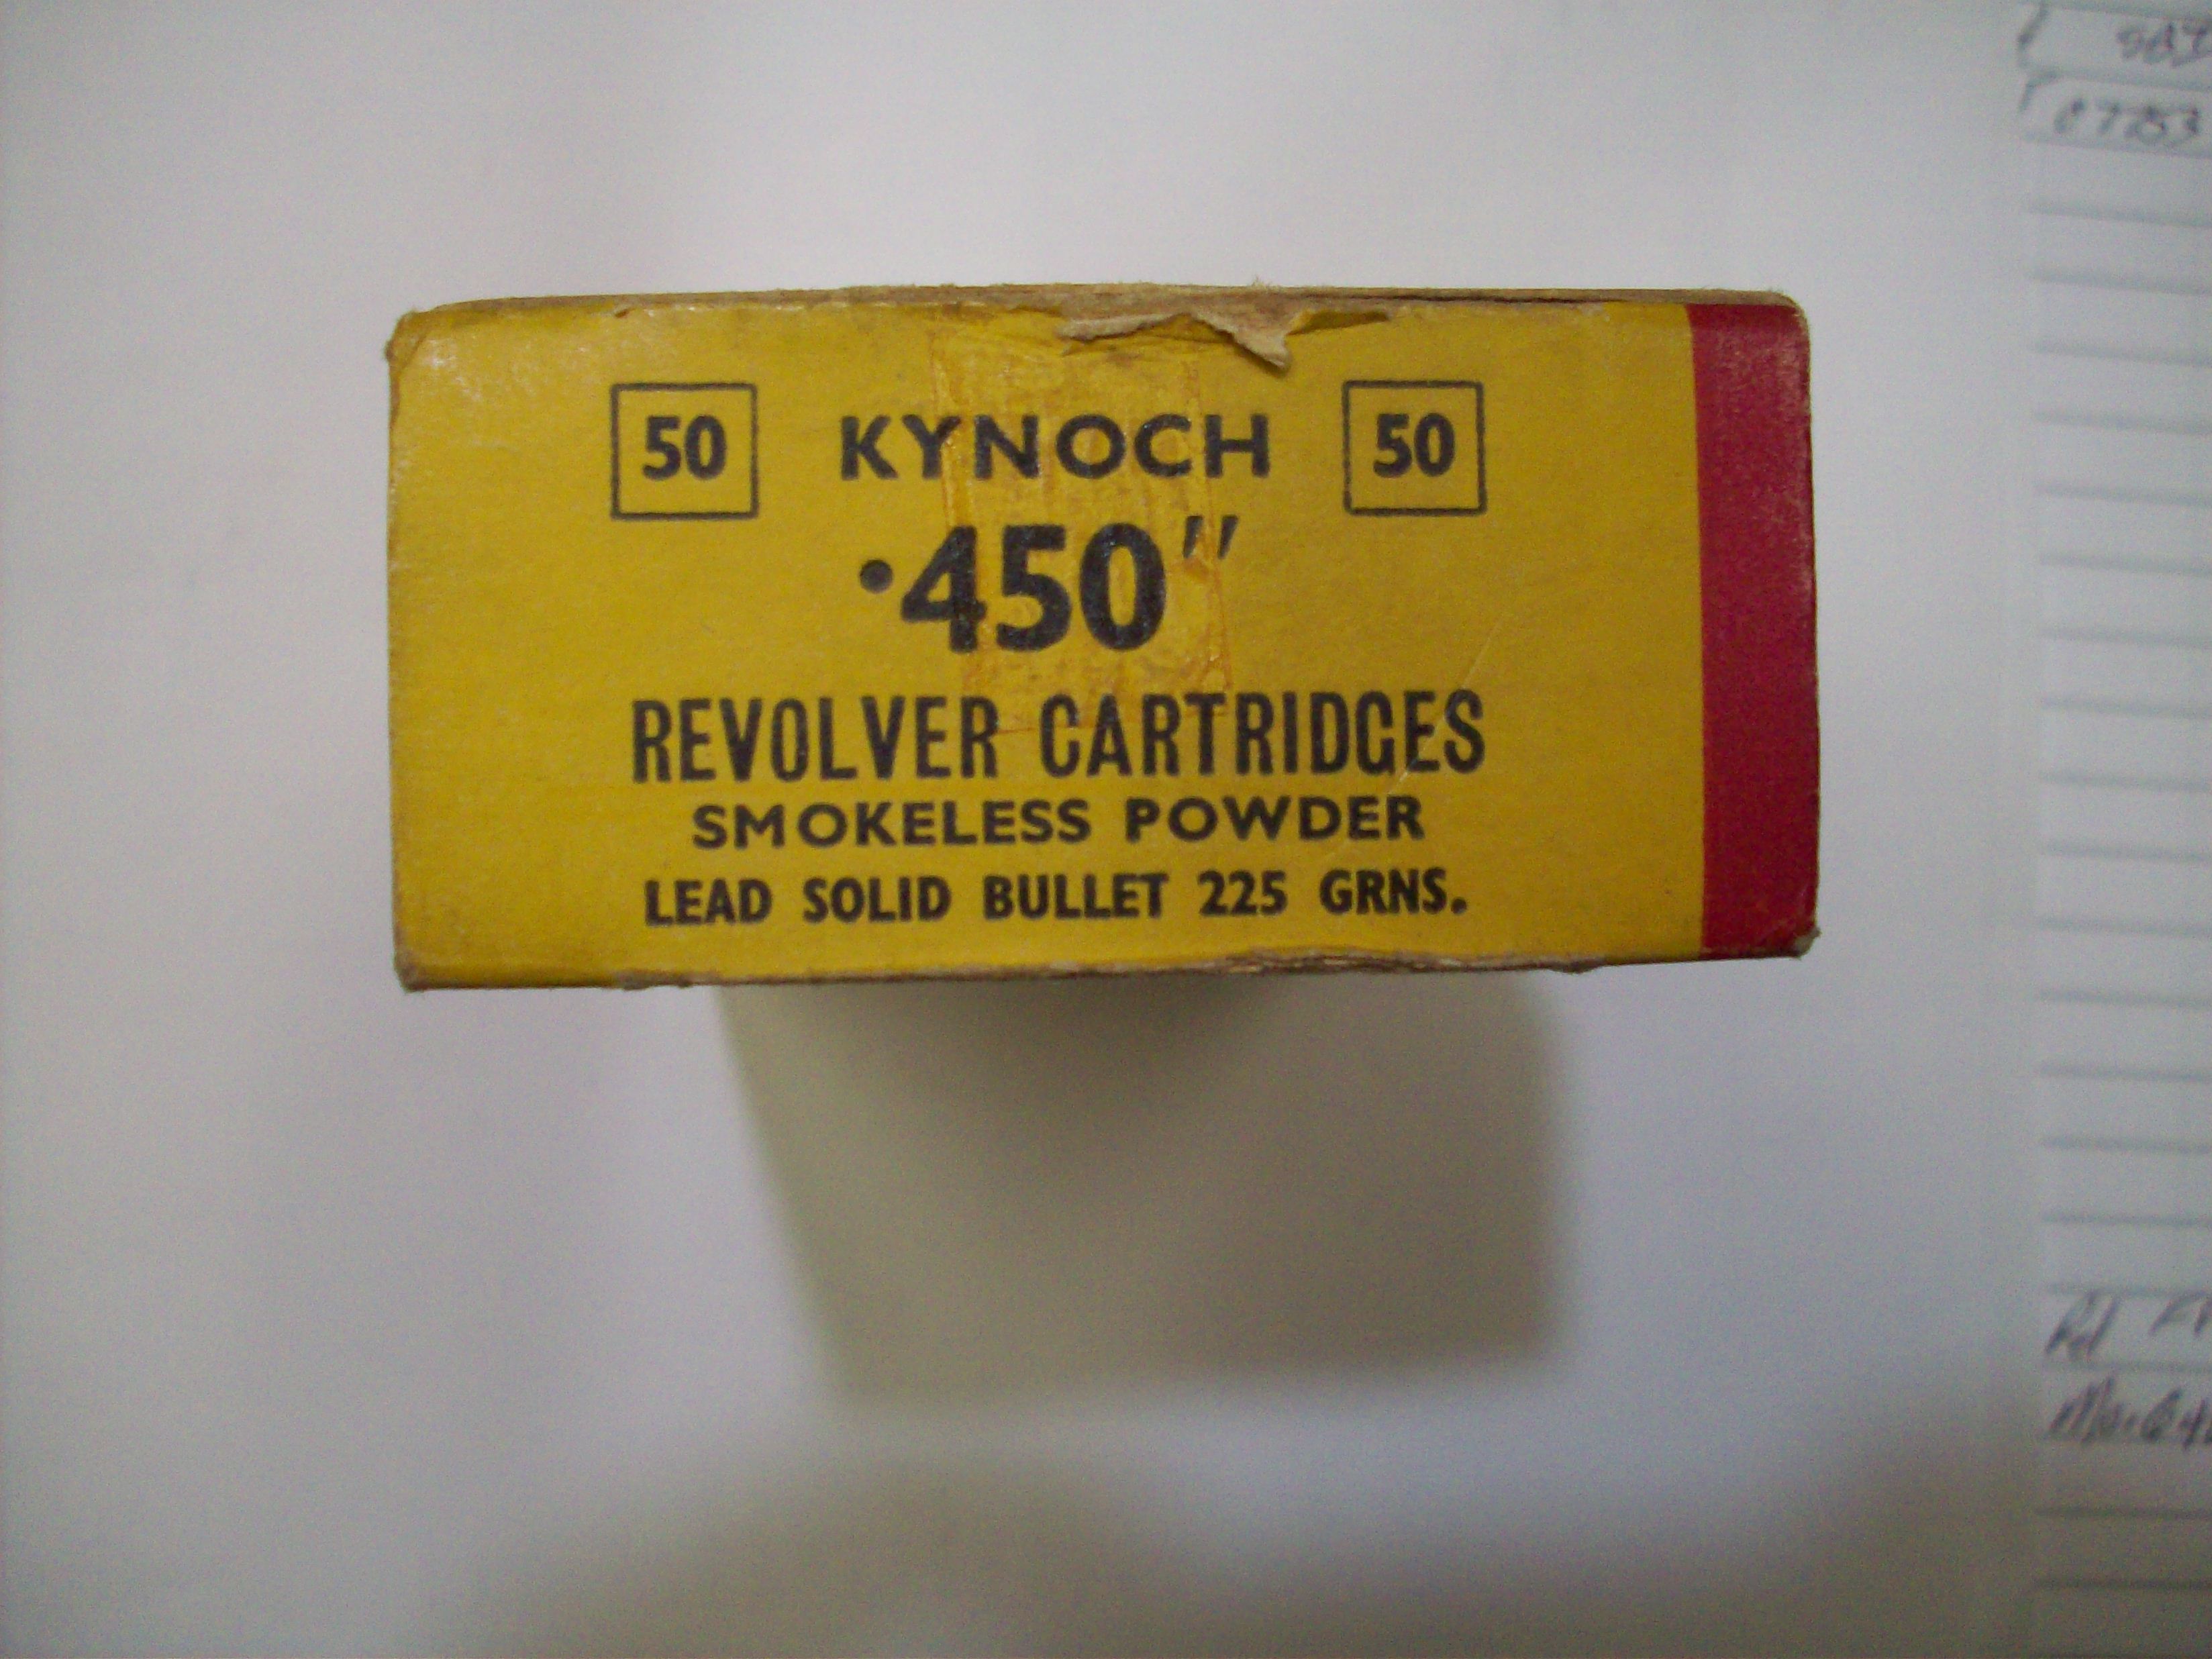 50 KYNOCH 50
·450"
REVOLVER CARTRIDGES
SMOKELESS POWDER
LEAD SOLID BULLET 225 GRNS.